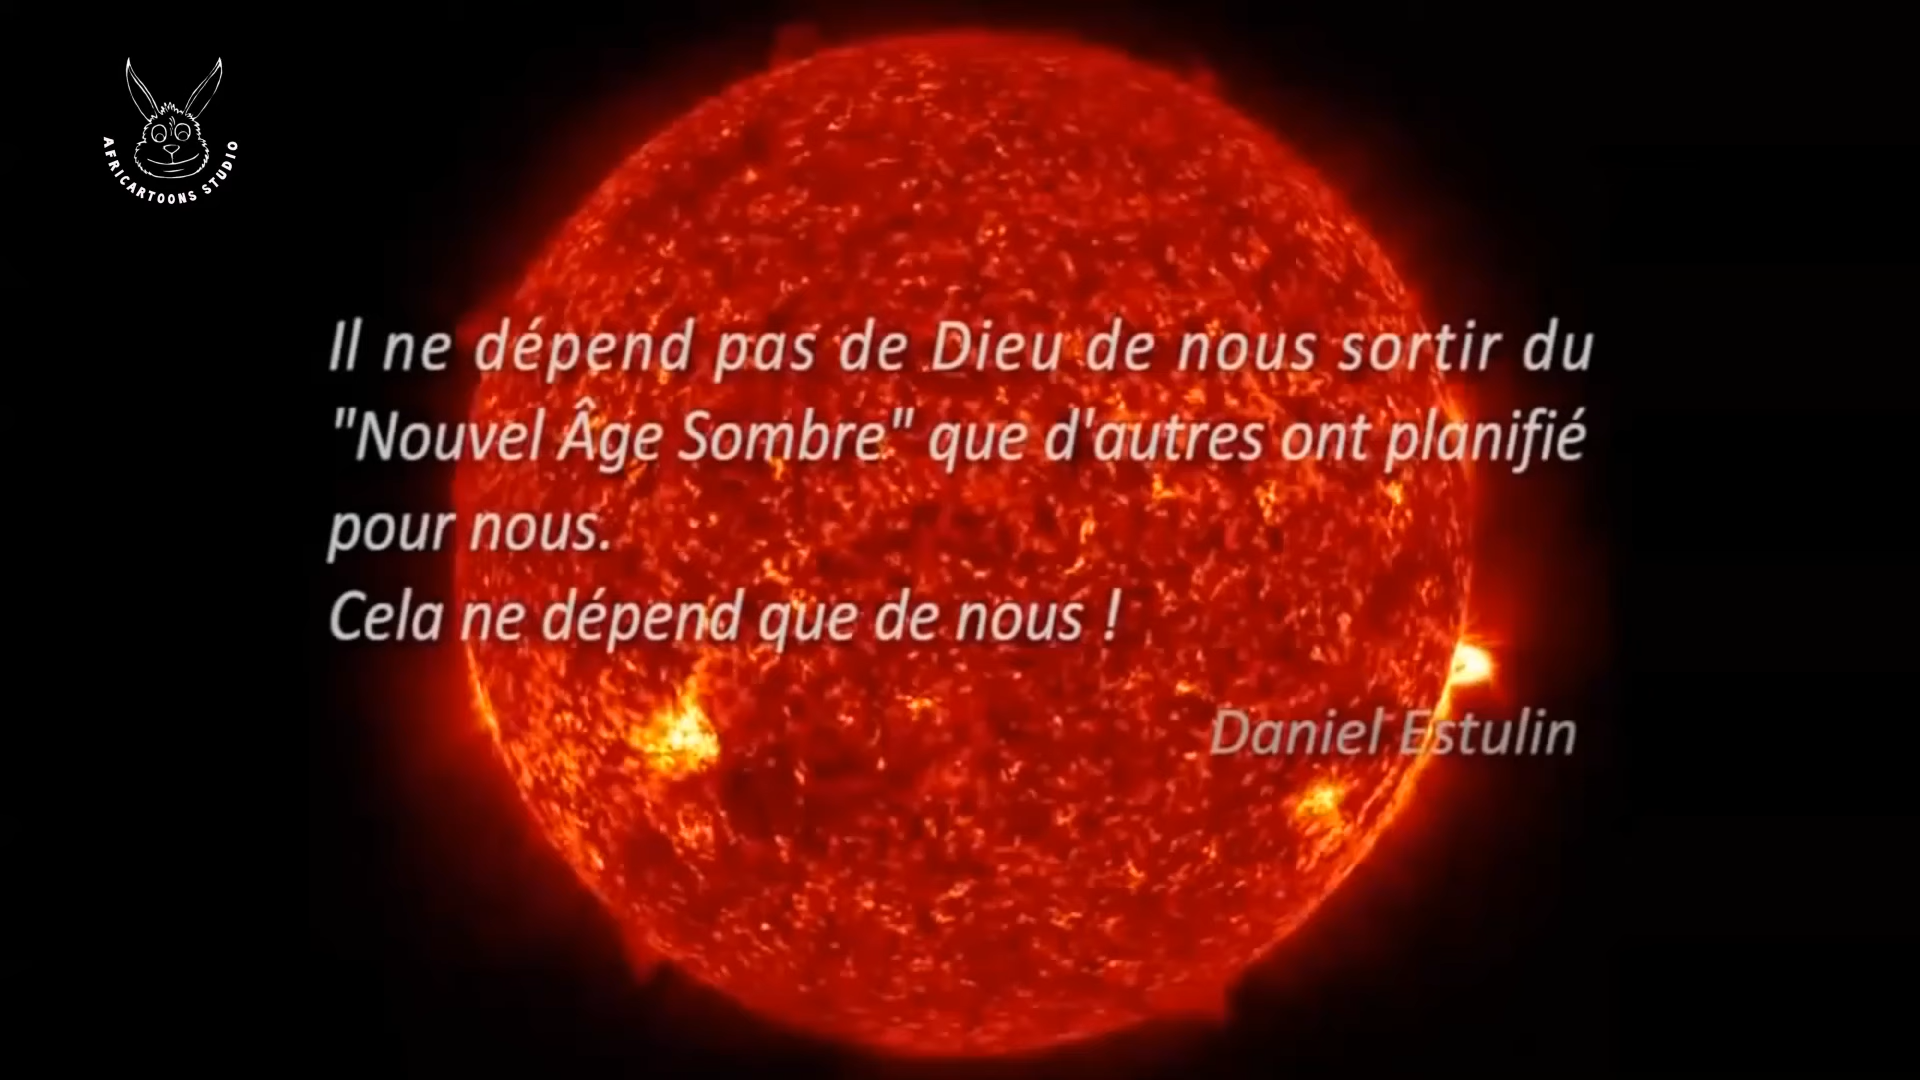 AFRICARTOONS STUDIO
Il ne dépend pas de Dieu de nous sortir du
"Nouvel Âge Sombre" que d'autres ont planifié
pour nous.
Cela ne dépend que de nous !
Daniel Estulin